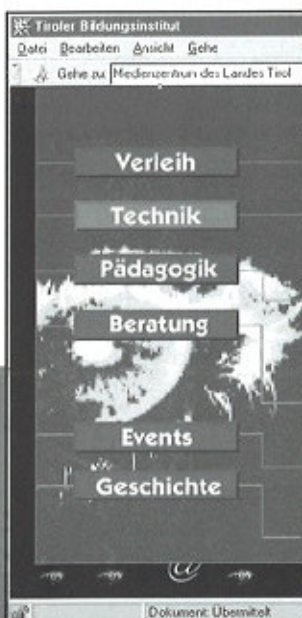 Tiroler Bildungsinstitut
Datei Bearbeiten Ansicht Gehe
Gehe zu: Medienzentrum des Landes Tirol
Verleih
Technik
Pädagogik
Beratung
Events
Geschichte
@
Dokument: Übermittelt